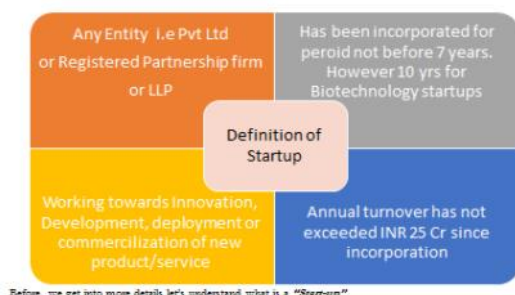 Any Entity i.e Pvt Ltd
or Registered Partnership firm
or LLP
Has been incorporated for
peroid not before 7 years.
However 10 yrs for
Biotechnology startups
Definition of
Startup
Working towards Innovation,
Development, deployment or
commercilization of new
product/service
Annual turnover has not
exceeded INR 25 Cr since
incorporation
Before, we get into more details let's understand what is a "Start-up"